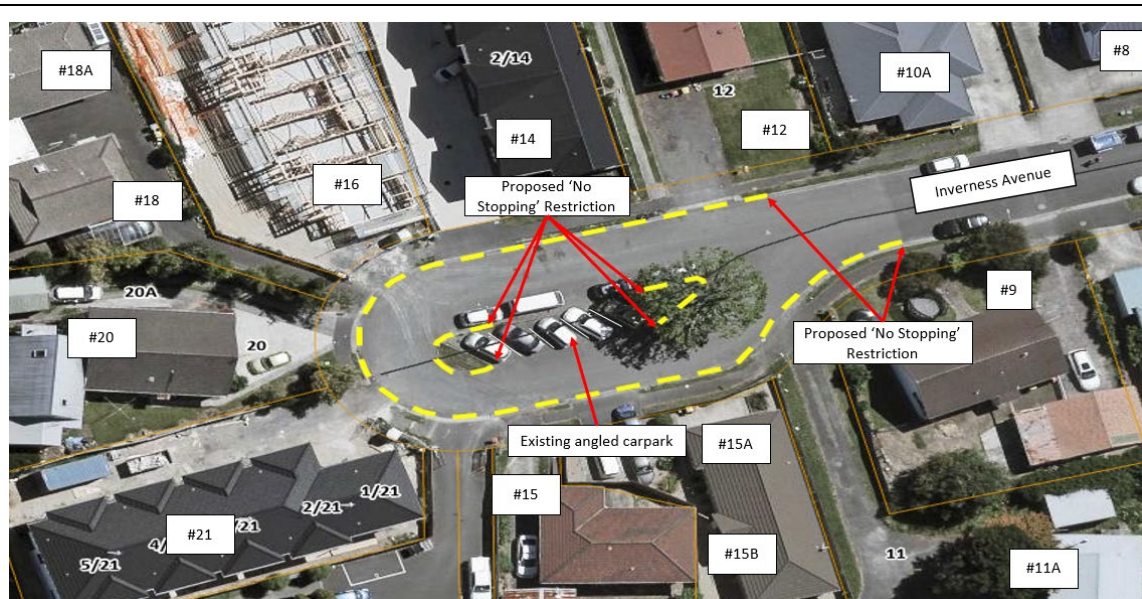 #18A
2/14
#10A
#8
12
#14
#12
#16
Proposed 'No
Stopping' Restriction
Inverness Avenue
#18
20A
#9
#20
20
Proposed 'No Stopping'
Restriction
Existing angled carpark
#15A
1/21
#15
2/21
/21
#21
4/
5/21
#15B
11
#11A